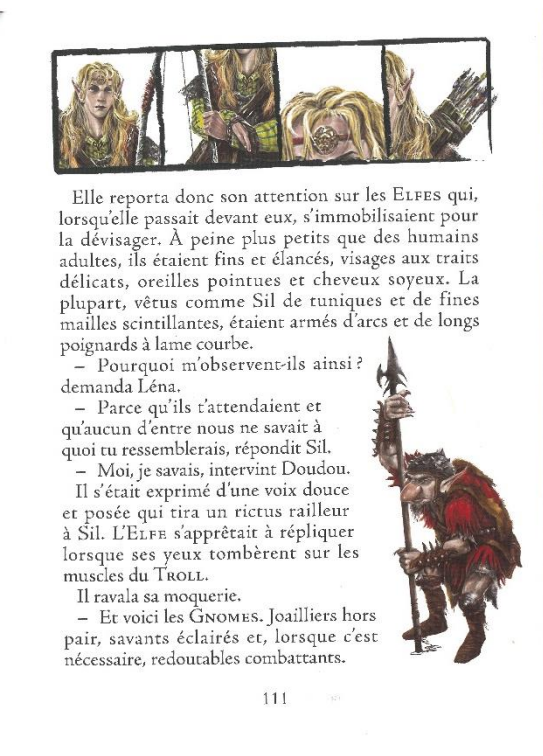 Elle reporta donc son attention sur les ELFES qui,
lorsqu'elle passait devant eux, s'immobilisaient pour
la dévisager. À peine plus petits que des humains
adultes, ils étaient fins et élancés, visages aux traits
délicats, oreilles pointues et cheveux soyeux. La
plupart, vêtus comme Sil de tuniques et de fines
mailles scintillantes, étaient armés d'arcs et de longs
poignards à lame courbe.
– Pourquoi m'observent-ils ainsi ?
demanda Léna.
– Parce qu'ils t'attendaient et
qu'aucun d'entre nous ne savait à
quoi tu ressemblerais, répondit Sil.
– Moi, je savais, intervint Doudou.
Il s'était exprimé d'une voix douce
et posée qui tira un rictus railleur
à Sil. L'ELFE s'apprêtait à répliquer
lorsque ses yeux tombèrent sur les
muscles du TROLL.
Il ravala sa moquerie.
– Et voici les GNOMES. Joailliers hors
pair, savants éclairés et, lorsque c'est
nécessaire, redoutables combattants.
111